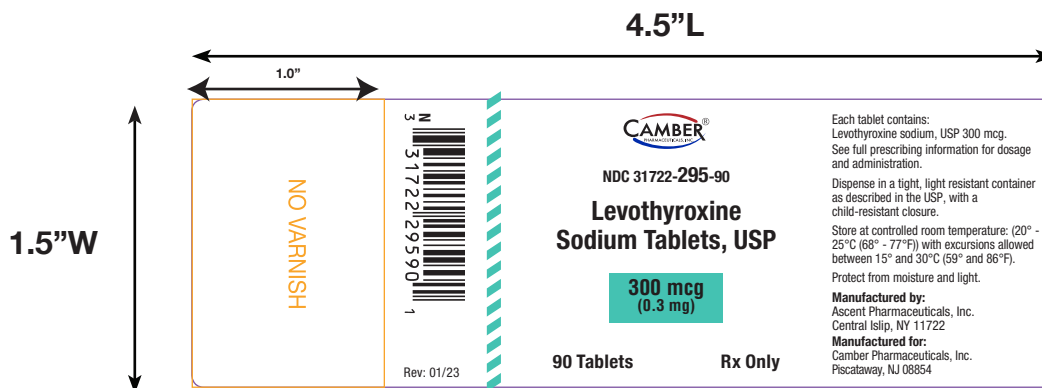 4.5”L
1.0”
1.5”W
NO VARNISH
N
3
31722 29590
1
Rev: 01/23
CAMBER®
PHARMACEUTICALS, INC.
NDC 31722-295-90
Levothyroxine
Sodium Tablets, USP
300 mcg
(0.3 mg)
90 Tablets Rx Only
Each tablet contains:
Levothyroxine sodium, USP 300 mcg.
See full prescribing information for dosage
and administration.
Dispense in a tight, light resistant container
as described in the USP, with a
child-resistant closure.
Store at controlled room temperature: (20° -
25°C (68° - 77°F)) with excursions allowed
between 15° and 30°C (59° and 86°F).
Protect from moisture and light.
Manufactured by:
Ascent Pharmaceuticals, Inc.
Central Islip, NY 11722
Manufactured for:
Camber Pharmaceuticals, Inc.
Piscataway, NJ 08854